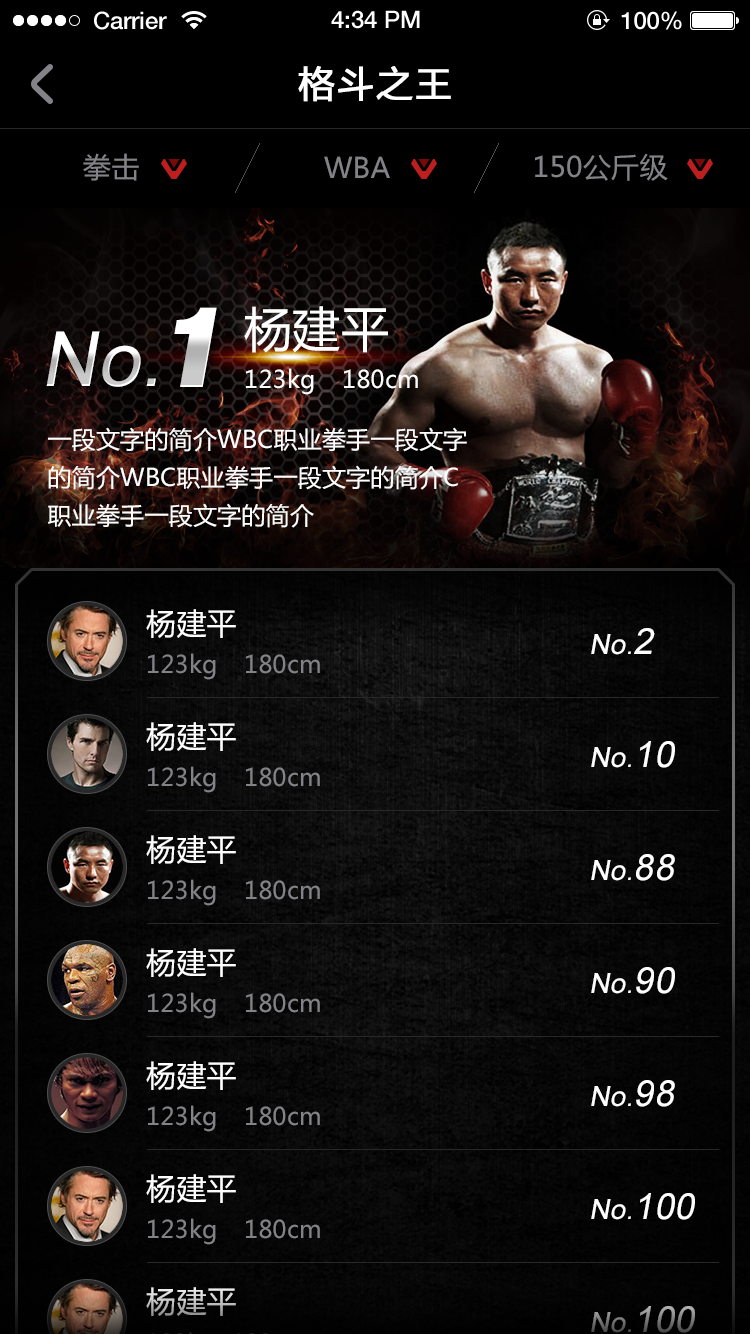 Carrier 4:34 PM 100%
格斗之王
拳击 WBA 150公斤级
No.1 杨建平
123kg 180cm
一段文字的简介WBC职业拳手一段文字
的简介WBC职业拳手一段文字的简介C
职业拳手一段文字的简介
WORLD CHAMPION
杨建平
123kg 180cm
No.2
杨建平
123kg 180cm
No.10
杨建平
123kg 180cm
No.88
杨建平
123kg 180cm
No.90
杨建平
123kg 180cm
No.98
杨建平
123kg 180cm
No.100
杨建平
No.100